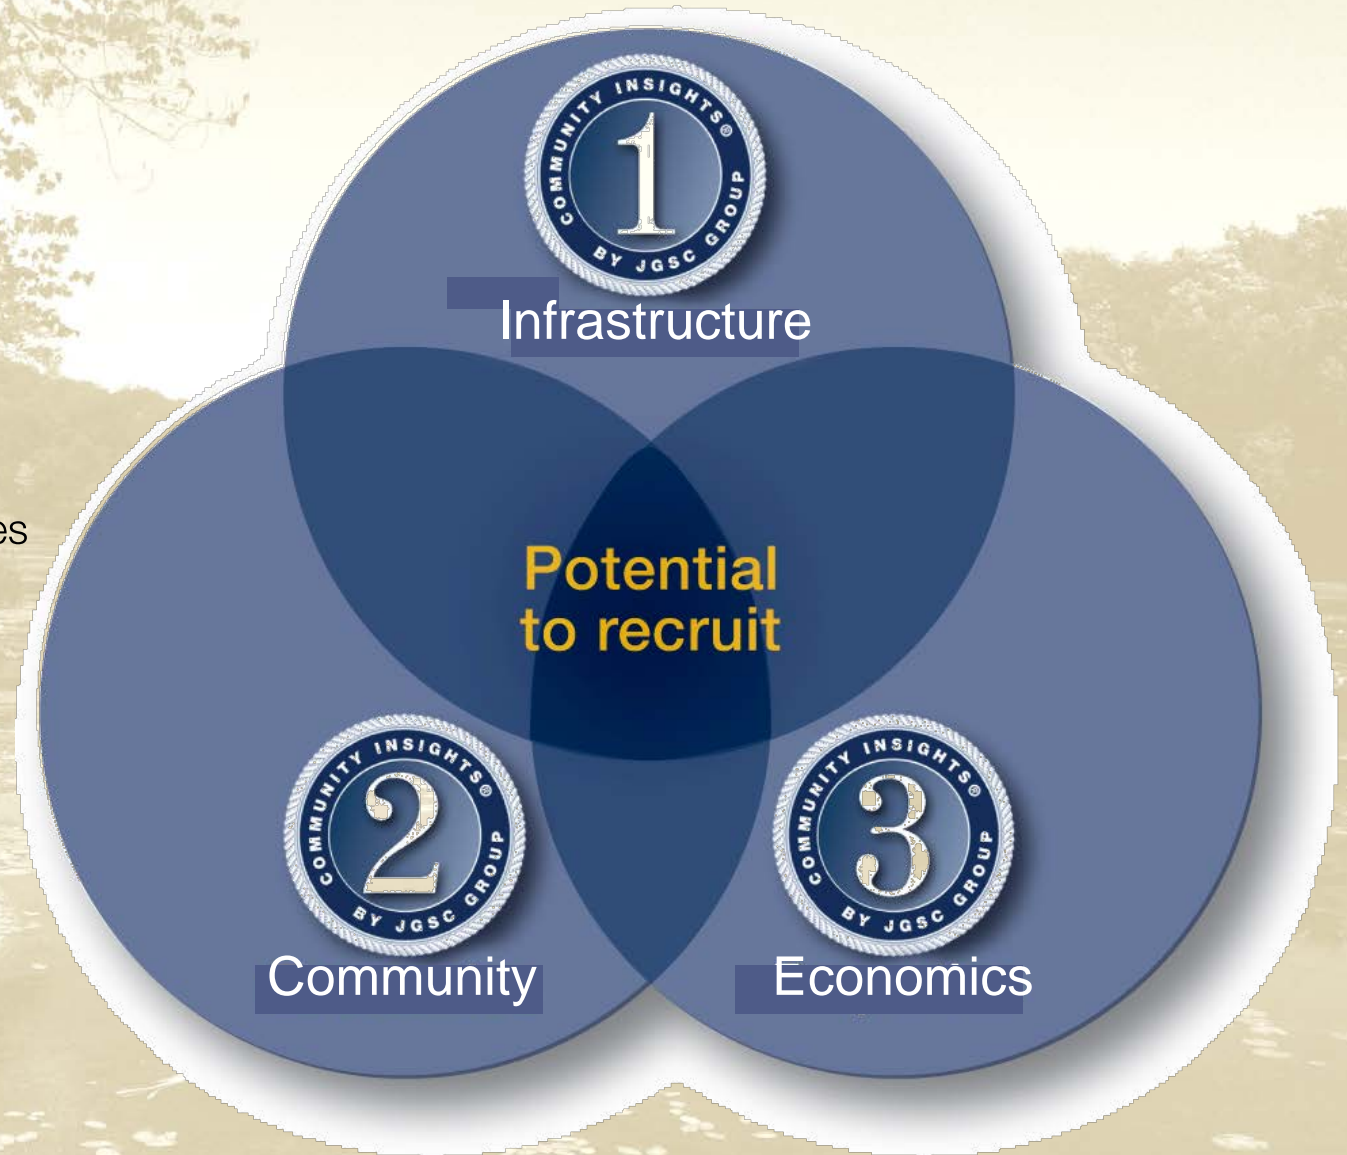 COMMUNITY INSIGHTS®
1
BY JGSC GROUP
Infrastructure
es
Potential
to recruit
COMMUNITY INSIGHTS®
2
BY JGSC GROUP
Community
COMMUNITY INSIGHTS®
3
BY JGSC GROUP
Economics